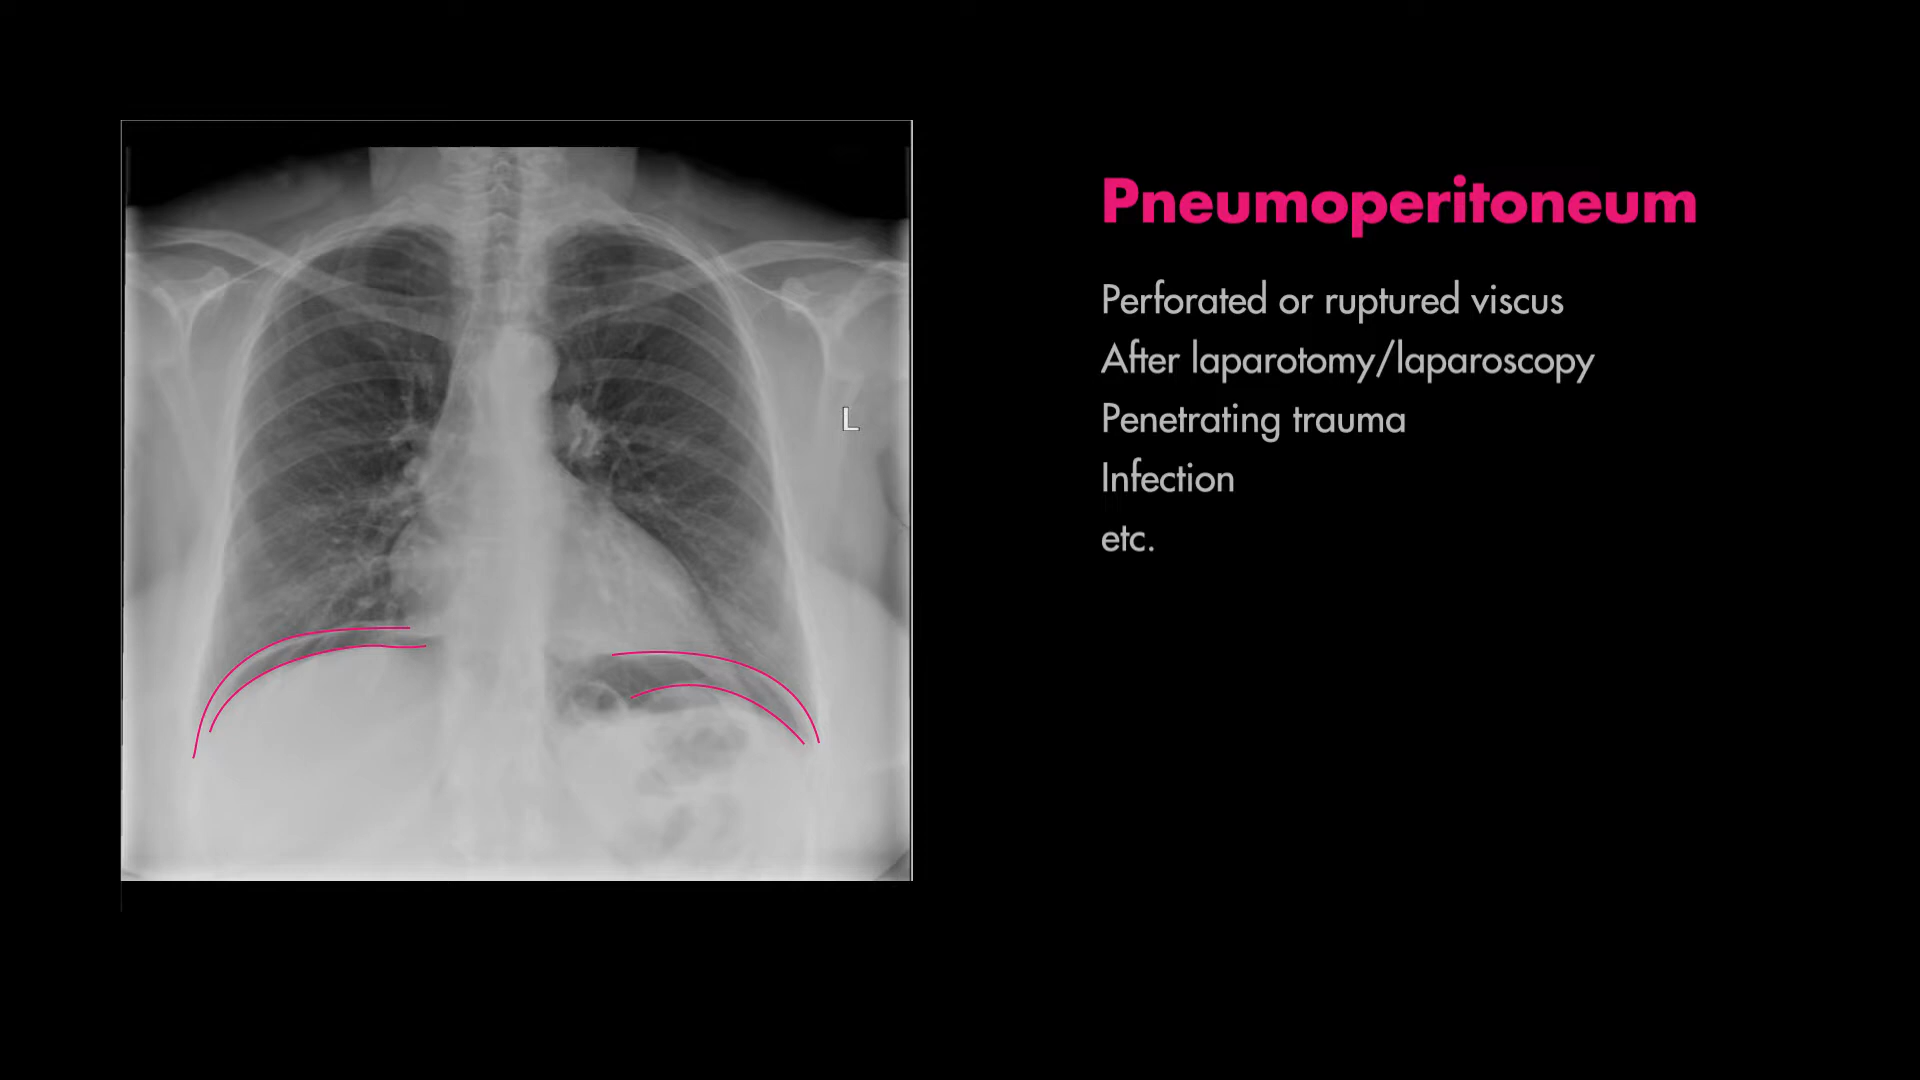 L
Pneumoperitoneum
Perforated or ruptured viscus
After laparotomy/laparoscopy
Penetrating trauma
Infection
etc.